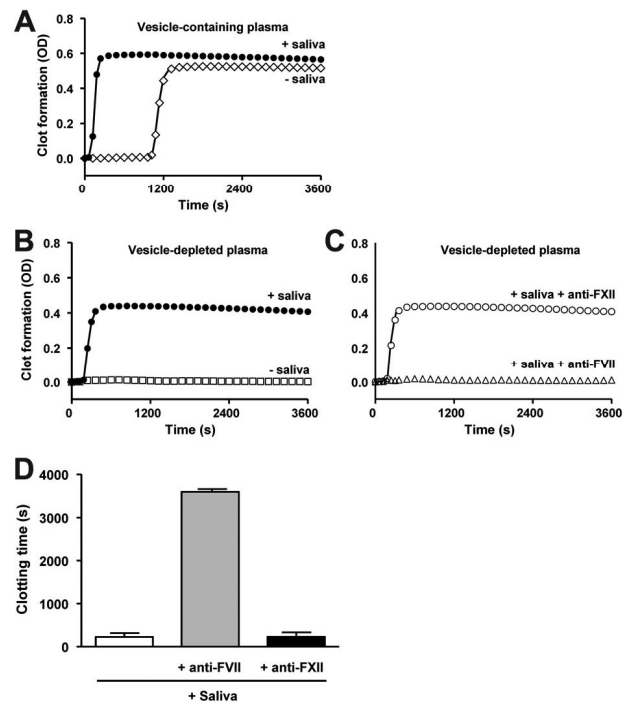 A
Vesicle-containing plasma
Clot formation (OD)
0.8
0.6
0.4
0.2
0.0
+ saliva
- saliva
0 1200 2400 3600
Time (s)
B
Vesicle-depleted plasma
Clot formation (OD)
0.8
0.6
0.4
0.2
0.0
+ saliva
- saliva
0 1200 2400 3600
Time (s)
C
Vesicle-depleted plasma
0.8
0.6
0.4
0.2
0.0
+ saliva + anti-FXII
+ saliva + anti-FVII
0 1200 2400 3600
Time (s)
D
Clotting time (s)
4000
3000
2000
1000
0
+ anti-FVII + anti-FXII
+ Saliva